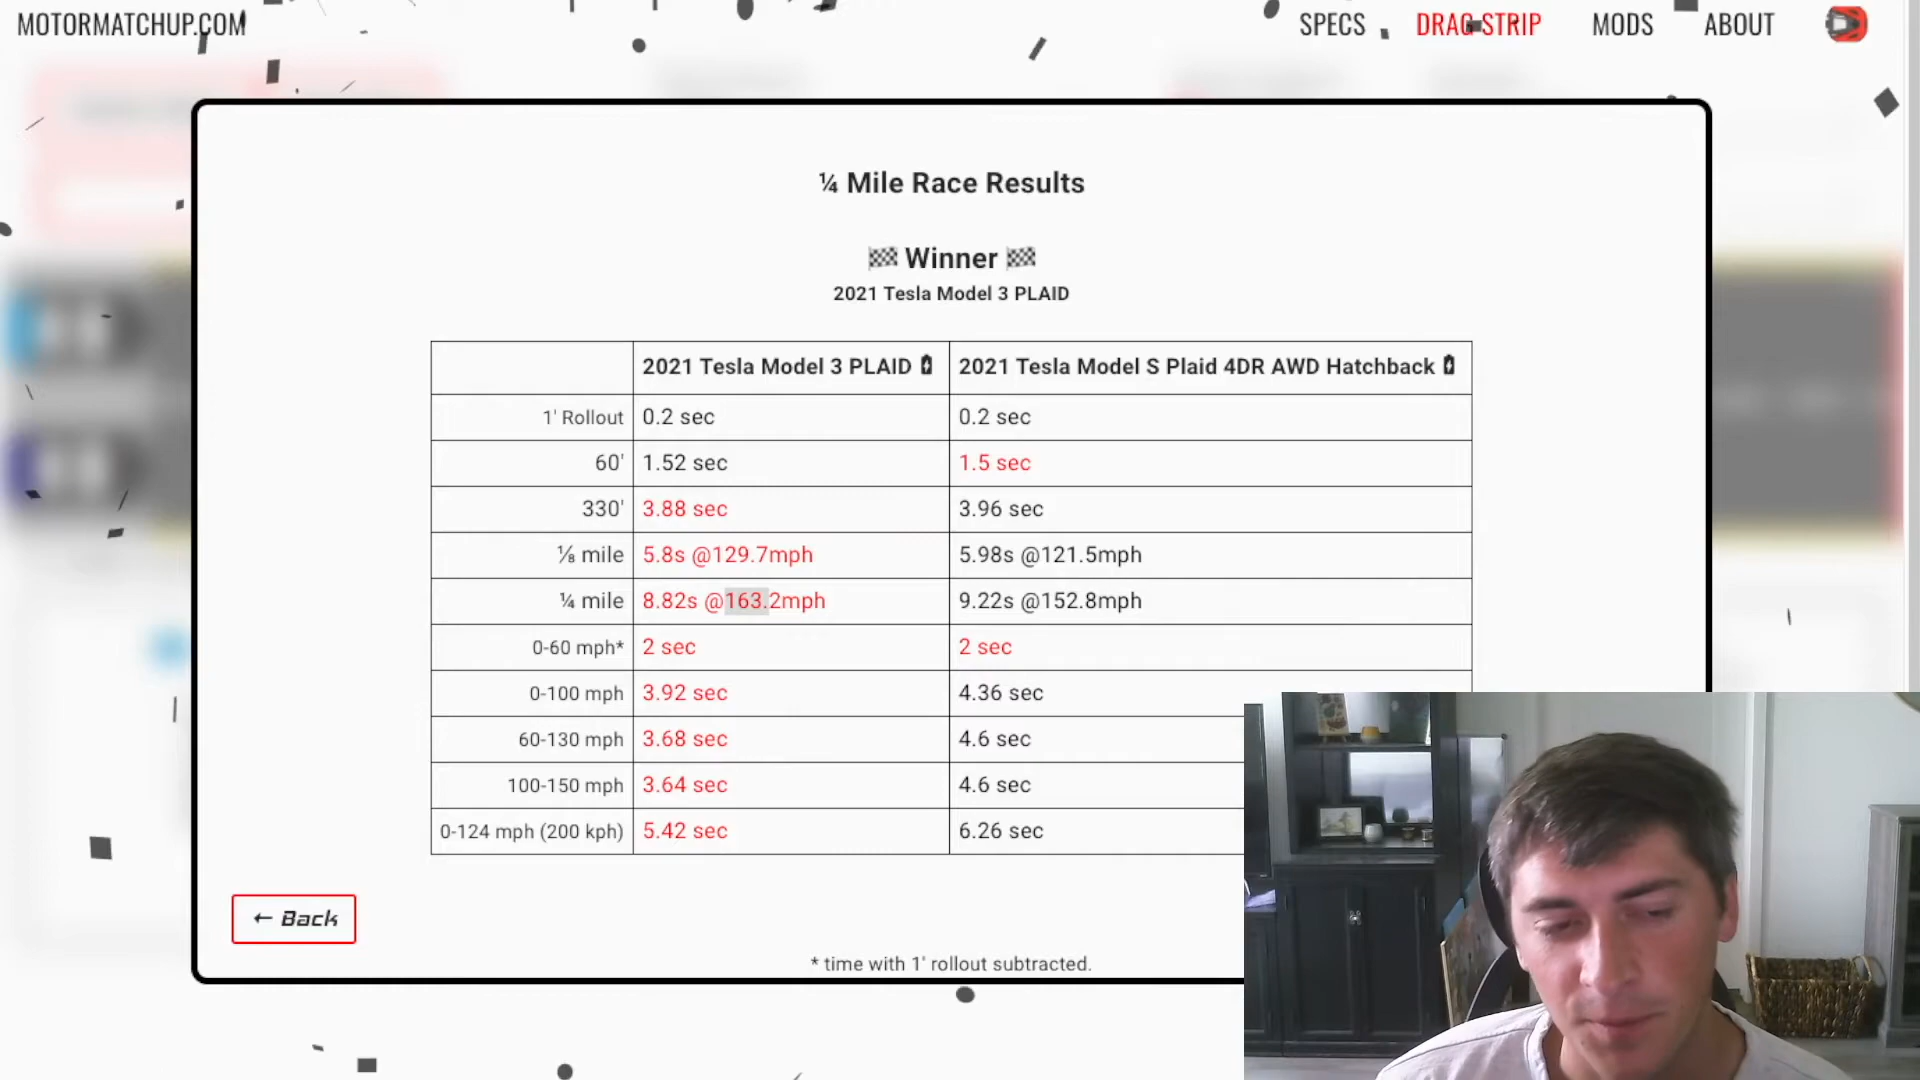 MOTORMATCHUP.COM
SPECS
DRAG STRIP
MODS
ABOUT
¼ Mile Race Results
Winner
2021 Tesla Model 3 PLAID
2021 Tesla Model 3 PLAID
2021 Tesla Model S Plaid 4DR AWD Hatchback
1' Rollout 0.2 sec 0.2 sec
60' 1.52 sec 1.5 sec
330' 3.88 sec 3.96 sec
⅛ mile 5.8s @129.7mph 5.98s @121.5mph
¼ mile 8.82s @163.2mph 9.22s @152.8mph
0-60 mph* 2 sec 2 sec
0-100 mph 3.92 sec 4.36 sec
60-130 mph 3.68 sec 4.6 sec
100-150 mph 3.64 sec 4.6 sec
0-124 mph (200 kph) 5.42 sec 6.26 sec
← Back
* time with 1' rollout subtracted.